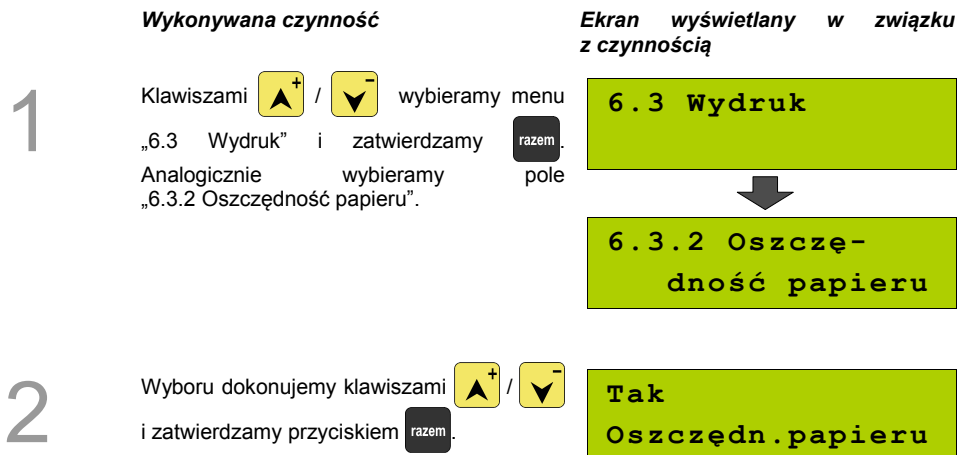 Wykonywana czynność
Ekran wyświetlany w związku
z czynnością
1
Klawiszami + / - wybieramy menu
„6.3 Wydruk” i zatwierdzamy razem.
Analogicznie wybieramy pole
„6.3.2 Oszczędność papieru”.
6.3 Wydruk
6.3.2 Oszczę-
dność papieru
2
Wyboru dokonujemy klawiszami + / -
i zatwierdzamy przyciskiem razem.
Tak
Oszczędn.papieru